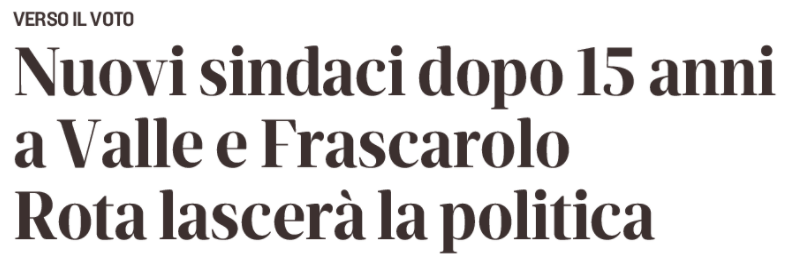 VERSO IL VOTO
Nuovi sindaci dopo 15 anni
a Valle e Frascarolo
Rota lascerà la politica